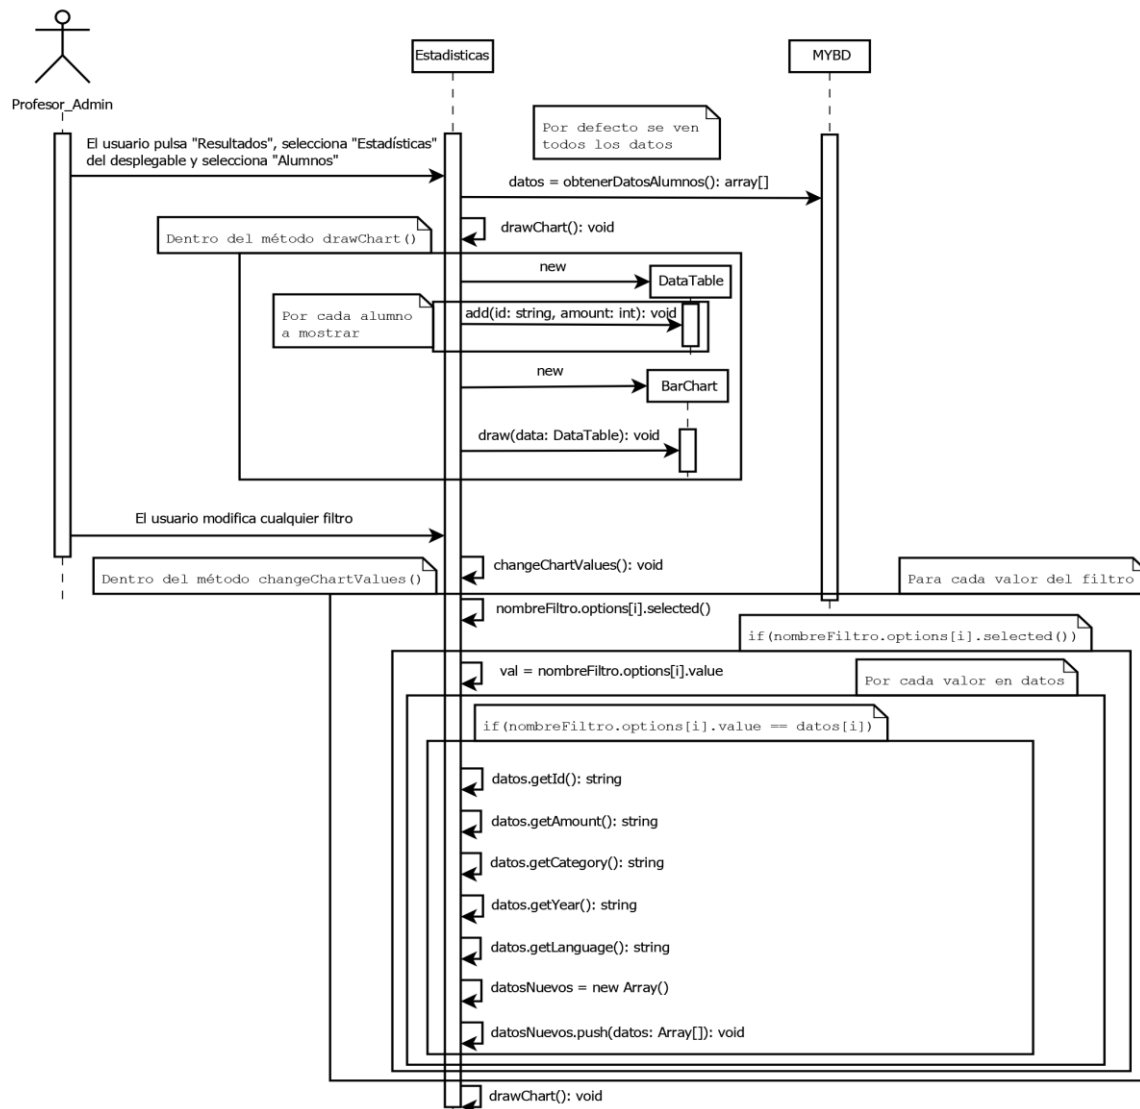 Profesor_Admin
Estadisticas
MYBD
Por defecto se ven
todos los datos
El usuario pulsa "Resultados", selecciona "Estadísticas"
del desplegable y selecciona "Alumnos"
datos = obtenerDatosAlumnos(): array[]
drawChart(): void
Dentro del método drawChart()
new
DataTable
Por cada alumno
a mostrar
add(id: string, amount: int): void
new
BarChart
draw(data: DataTable): void
El usuario modifica cualquier filtro
changeChartValues(): void
Dentro del método changeChartValues()
Para cada valor del filtro
nombreFiltro.options[i].selected()
if(nombreFiltro.options[i].selected())
val = nombreFiltro.options[i].value
Por cada valor en datos
if(nombreFiltro.options[i].value == datos[i])
datos.getId(): string
datos.getAmount(): string
datos.getCategory(): string
datos.getYear(): string
datos.getLanguage(): string
datosNuevos = new Array()
datosNuevos.push(datos: Array[]): void
drawChart(): void